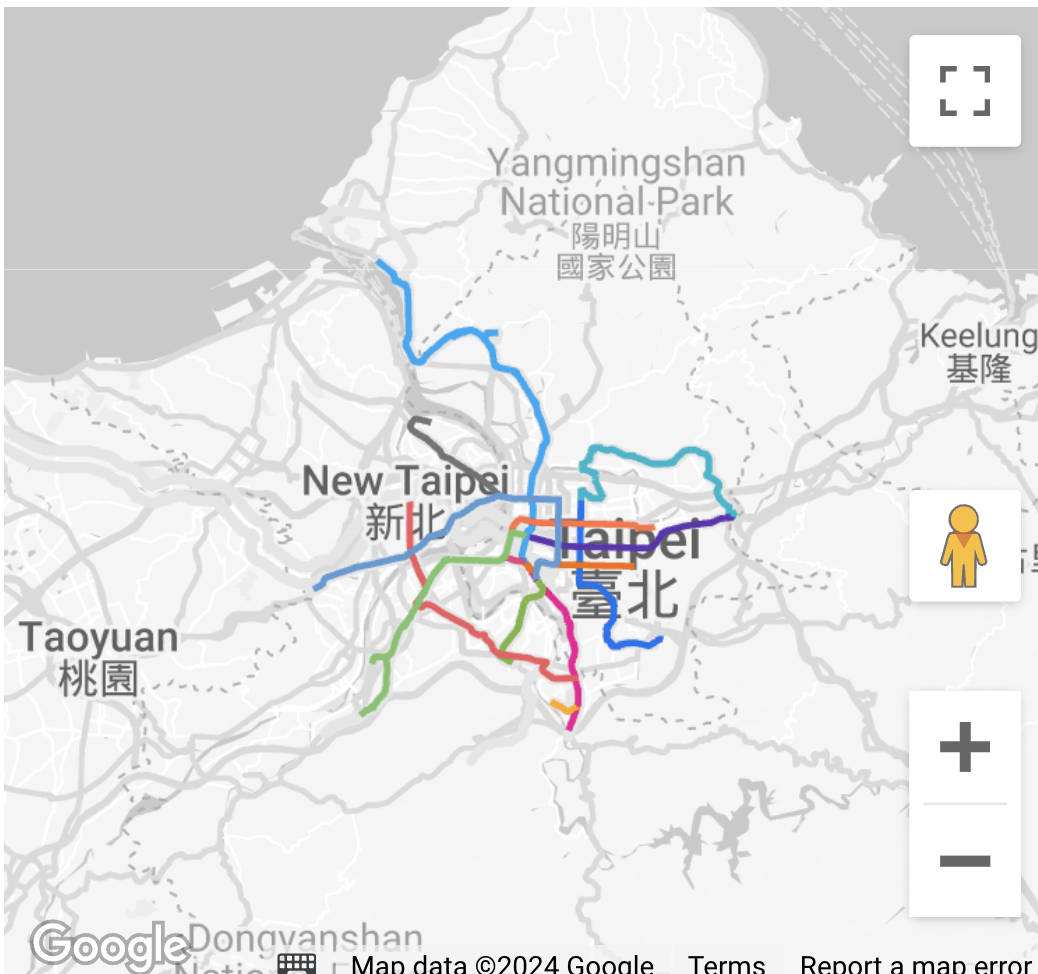 Yangmingshan
National Park
陽明山
國家公園
Keelung
基隆
New Taipei
新北
Taipei
臺北
Taoyuan
桃園
Google
Dongyanshan
Map data ©2024 Google
Terms
Report a map error